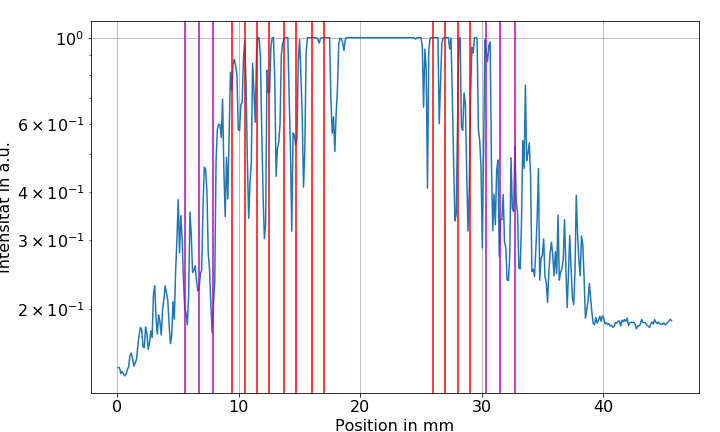 10⁰
6 × 10⁻¹
4 × 10⁻¹
3 × 10⁻¹
2 × 10⁻¹
Intensität in a.u.
0 10 20 30 40
Position in mm